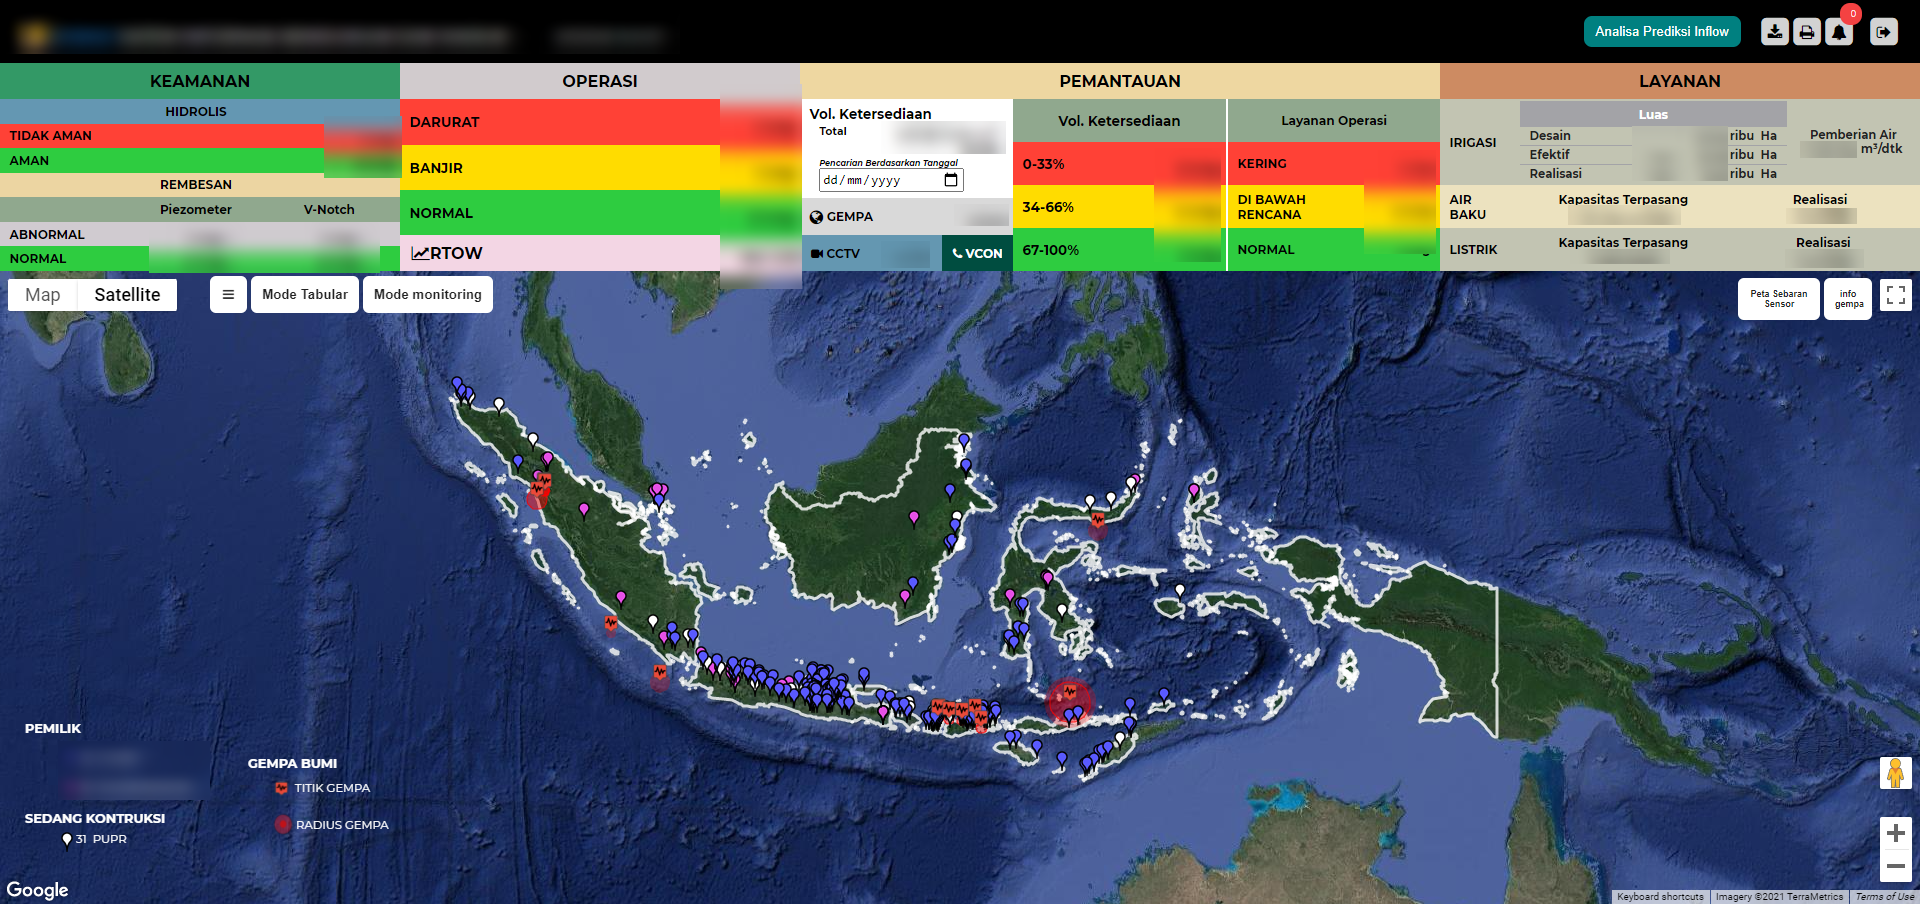 Analisa Prediksi Inflow
0
KEAMANAN
HIDROLIS
TIDAK AMAN
AMAN
REMBESAN
Piezometer V-Notch
ABNORMAL
NORMAL
OPERASI
DARURAT
BANJIR
NORMAL
RTOW
PEMANTAUAN
Vol. Ketersediaan
Total
Pencarian Berdasarkan Tanggal
dd/mm/yyyy
GEMPA
CCTV
VCON
Vol. Ketersediaan
0-33%
34-66%
67-100%
Layanan Operasi
KERING
DI BAWAH
RENCANA
NORMAL
LAYANAN
IRIGASI
Luas
Desain ribu Ha
Efektif ribu Ha
Realisasi ribu Ha
Pemberian Air
m³/dtk
AIR
BAKU
Kapasitas Terpasang Realisasi
LISTRIK
Kapasitas Terpasang Realisasi
Map Satellite
Mode Tabular
Mode monitoring
Peta Sebaran
Sensor
info
gempa
PEMILIK
SEDANG KONTRUKSI
31 PUPR
GEMPA BUMI
TITIK GEMPA
RADIUS GEMPA
Google
Keyboard shortcuts
Imagery ©2021 TerraMetrics
Terms of Use